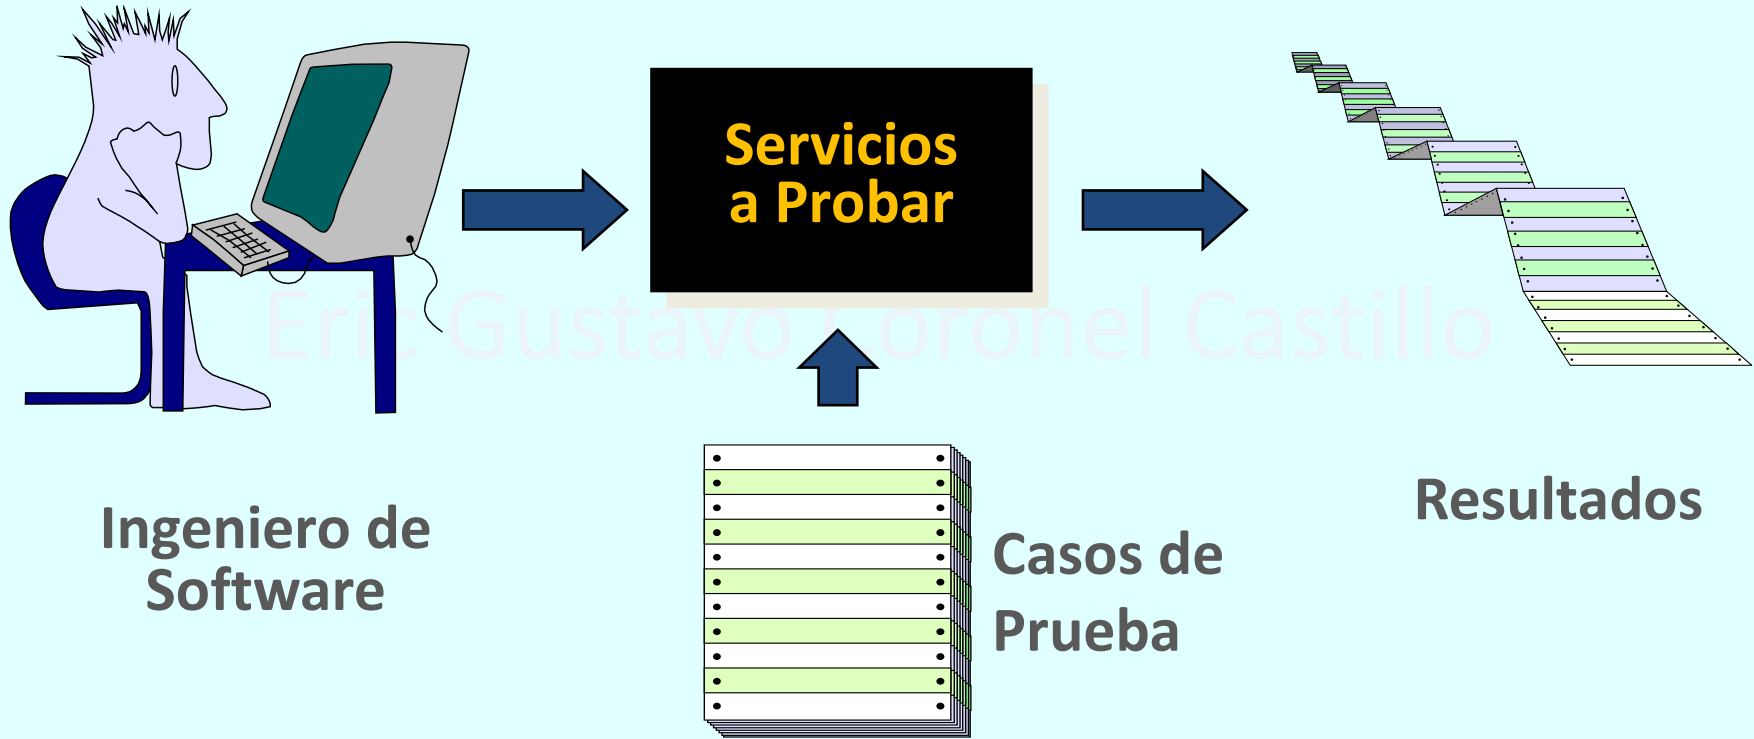 Servicios
a Probar
Eric Gustavo Coronel Castillo
Ingeniero de
Software
Casos de
Prueba
Resultados